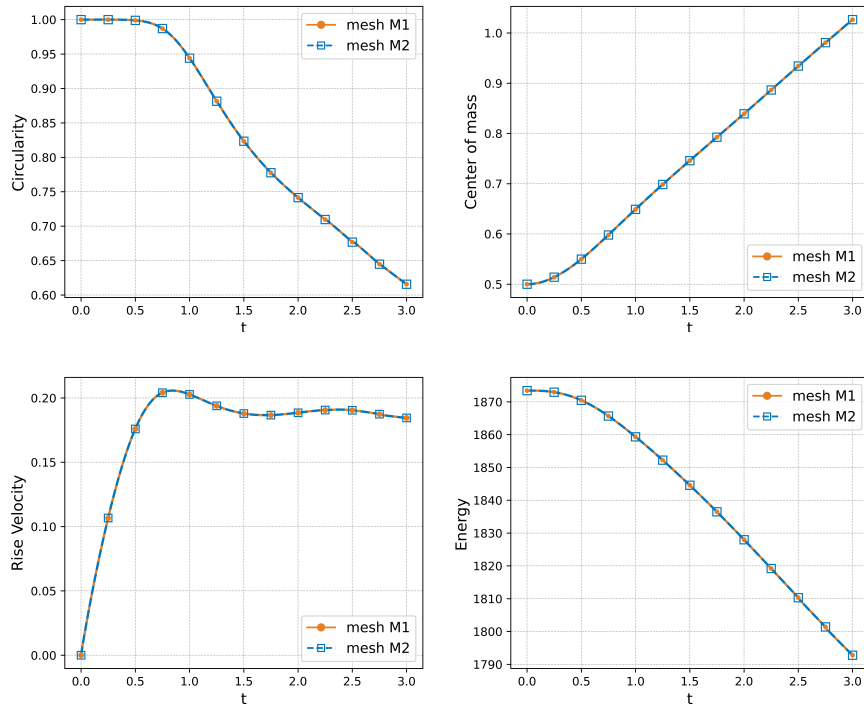 1.00
0.95
0.90
0.85
0.80
0.75
0.70
0.65
0.60
Circularity
0.0 0.5 1.0 1.5 2.0 2.5 3.0
t
mesh M1
mesh M2
1.0
0.9
0.8
0.7
0.6
0.5
Center of mass
0.0 0.5 1.0 1.5 2.0 2.5 3.0
t
mesh M1
mesh M2
0.20
0.15
0.10
0.05
0.00
Rise Velocity
0.0 0.5 1.0 1.5 2.0 2.5 3.0
t
mesh M1
mesh M2
1870
1860
1850
1840
1830
1820
1810
1800
1790
Energy
0.0 0.5 1.0 1.5 2.0 2.5 3.0
t
mesh M1
mesh M2